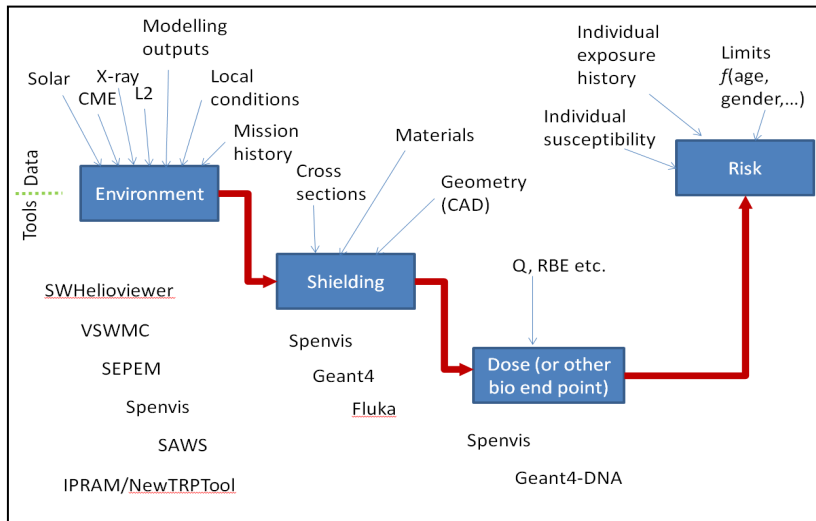 Modelling
outputs
Solar
X-ray
CME
L2
Local
conditions
Mission
history
Data
Tools
Environment
Materials
Cross
sections
Geometry
(CAD)
Shielding
Individual
exposure
history
Limits
f(age,
gender,...)
Individual
susceptibility
Risk
Q, RBE etc.
Dose (or other
bio end point)
SWHelioviewer
VSWMC
SEPEM
Spenvis
SAWS
IPRAM/NewTRPTool
Spenvis
Geant4
Fluka
Spenvis
Geant4-DNA